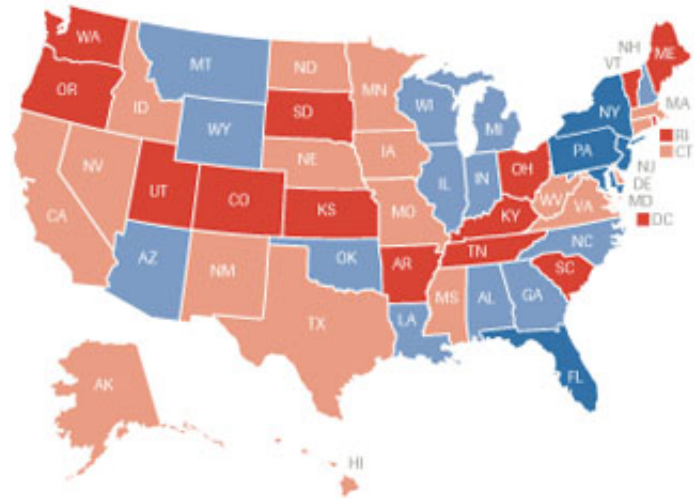 WA
MT
ND
MN
OR
ID
WY
SD
WI
MI
NH
VT
ME
NY
MA
RI
CT
PA
NJ
DE
MD
DC
CA
NV
UT
CO
NE
KS
IA
MO
IL
IN
OH
WV
VA
KY
TN
NC
SC
AZ
NM
OK
AR
TX
LA
MS
AL
GA
FL
AK
HI